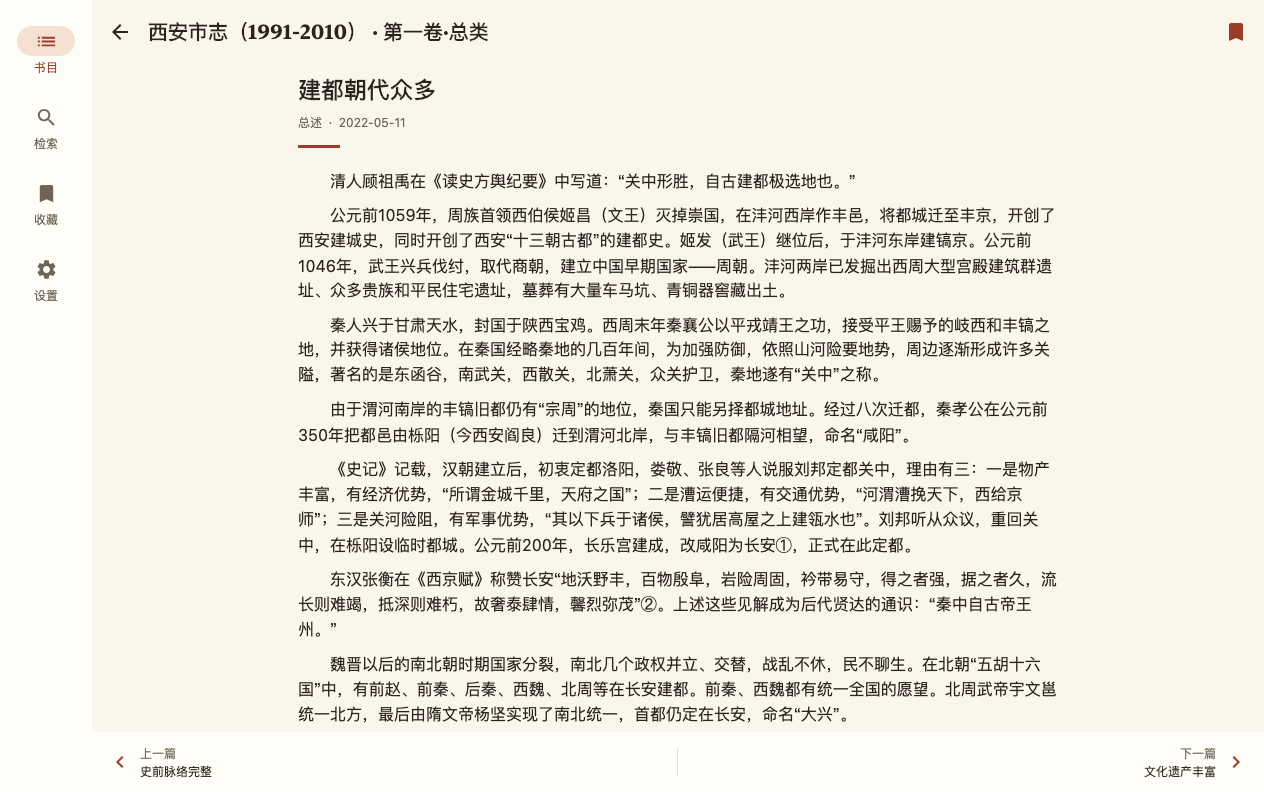 书目
检索
收藏
设置
西安市志（1991-2010） · 第一卷·总类
建都朝代众多
总述 · 2022-05-11
清人顾祖禹在《读史方舆纪要》中写道：“关中形胜，自古建都极选地也。”
公元前1059年，周族首领西伯侯姬昌（文王）灭掉崇国，在沣河西岸作丰邑，将都城迁至丰京，开创了
西安建城史，同时开创了西安“十三朝古都”的建都史。姬发（武王）继位后，于沣河东岸建镐京。公元前
1046年，武王兴兵伐纣，取代商朝，建立中国早期国家——周朝。沣河两岸已发掘出西周大型宫殿建筑群遗
址、众多贵族和平民住宅遗址，墓葬有大量车马坑、青铜器窖藏出土。
秦人兴于甘肃天水，封国于陕西宝鸡。西周末年秦襄公以平戎靖王之功，接受平王赐予的岐西和丰镐之
地，并获得诸侯地位。在秦国经略秦地的几百年间，为加强防御，依照山河险要地势，周边逐渐形成许多关
隘，著名的是东函谷，南武关，西散关，北萧关，众关护卫，秦地遂有“关中”之称。
由于渭河南岸的丰镐旧都仍有“宗周”的地位，秦国只能另择都城地址。经过八次迁都，秦孝公在公元前
350年把都邑由栎阳（今西安阎良）迁到渭河北岸，与丰镐旧都隔河相望，命名“咸阳”。
《史记》记载，汉朝建立后，初衷定都洛阳，娄敬、张良等人说服刘邦定都关中，理由有三：一是物产
丰富，有经济优势，“所谓金城千里，天府之国”；二是漕运便捷，有交通优势，“河渭漕挽天下，西给京
师”；三是关河险阻，有军事优势，“其以下兵于诸侯，譬犹居高屋之上建瓴水也”。刘邦听从众议，重回关
中，在栎阳设临时都城。公元前200年，长乐宫建成，改咸阳为长安①，正式在此定都。
东汉张衡在《西京赋》称赞长安“地沃野丰，百物殷阜，岩险周固，衿带易守，得之者强，据之者久，流
长则难竭，抵深则难朽，故奢泰肆情，馨烈弥茂”②。上述这些见解成为后代贤达的通识：“秦中自古帝王
州。”
魏晋以后的南北朝时期国家分裂，南北几个政权并立、交替，战乱不休，民不聊生。在北朝“五胡十六
国”中，有前赵、前秦、后秦、西魏、北周等在长安建都。前秦、西魏都有统一全国的愿望。北周武帝宇文邕
统一北方，最后由隋文帝杨坚实现了南北统一，首都仍定在长安，命名“大兴”。
上一篇
史前脉络完整
下一篇
文化遗产丰富